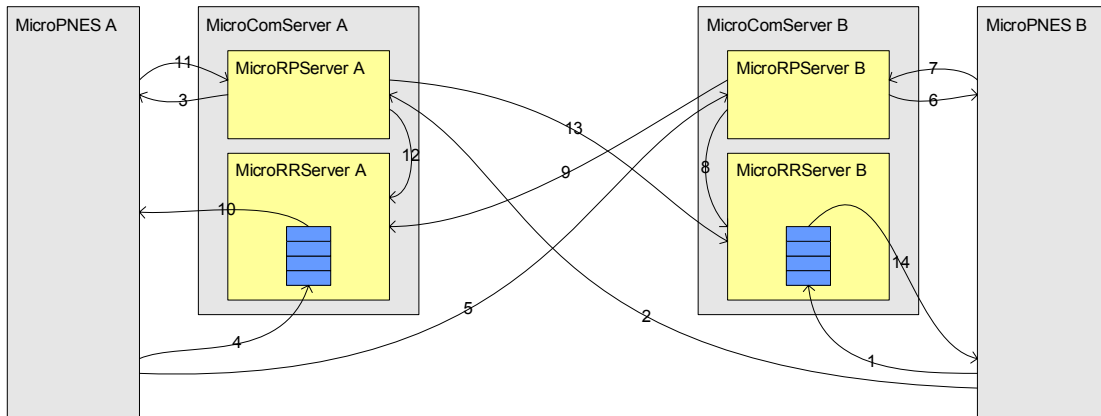 MicroPNES A
MicroComServer A
MicroComServer B
MicroPNES B
MicroRPServer A
MicroRPServer B
11
3
7
6
13
12
9
8
MicroRRServer A
MicroRRServer B
10
14
5
2
4
1